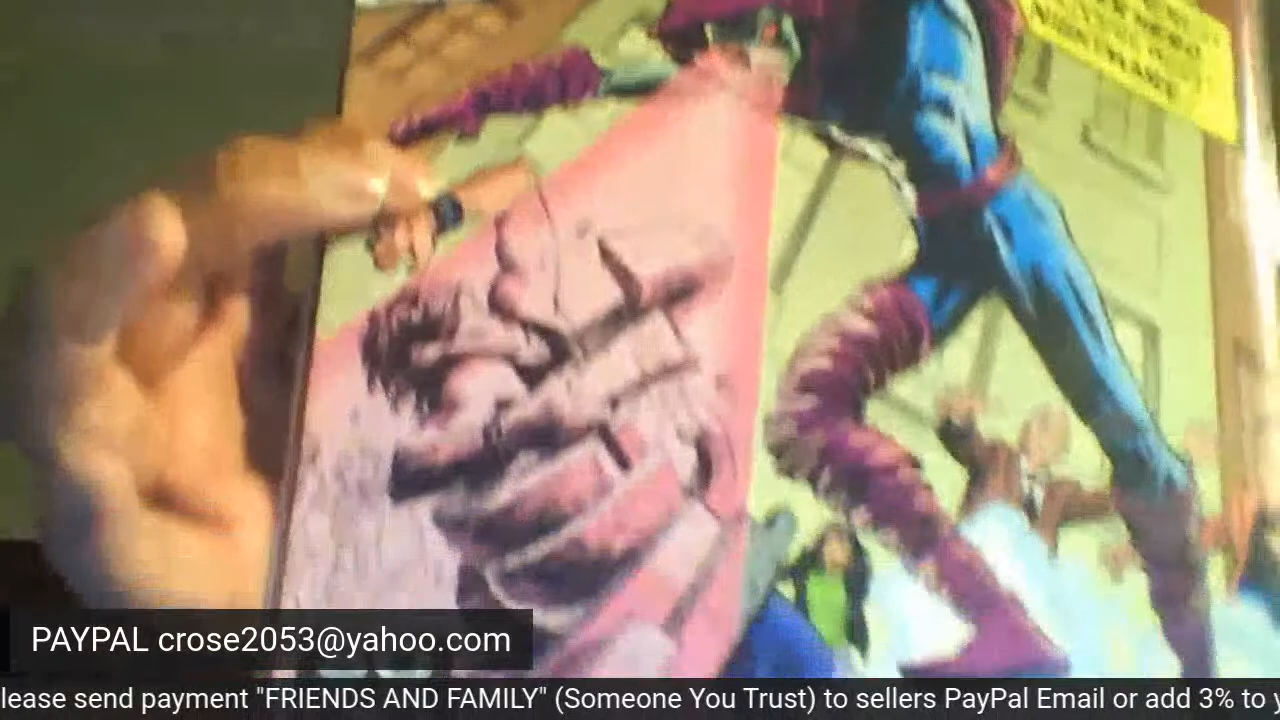 PAYPAL crose2053@yahoo.com
lease send payment "FRIENDS AND FAMILY" (Someone You Trust) to sellers PayPal Email or add 3% to y